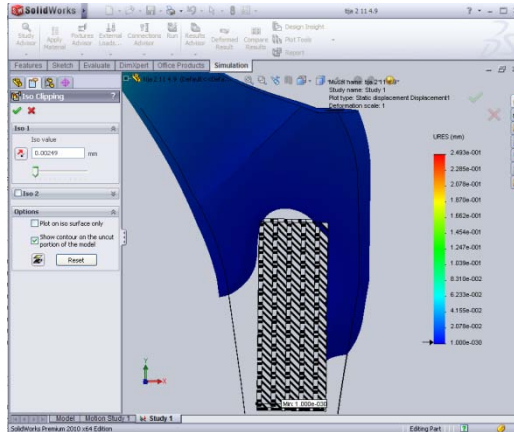 SolidWorks
tije 2 11 4.9
Study Advisor
Apply Material
Fixtures Advisor
External Loads...
Connections Advisor
Run
Results Advisor
Deformed Result
Compare Results
Design Insight
Plot Tools
Report
Features
Sketch
Evaluate
DimXpert
Office Products
Simulation
Study name: Study 1
Plot type: Static displacement Displacement1
Deformation scale: 1
Iso Clipping
?
Iso 1
Iso value
0.00249
mm
Iso 2
Options
Plot on iso surface only
Show contour on the uncut
portion of the model
Reset
URES (mm)
2.493e-001
2.285e-001
2.078e-001
1.870e-001
1.662e-001
1.454e-001
1.247e-001
1.039e-001
8.310e-002
6.233e-002
4.155e-002
2.078e-002
1.000e-030
Y
X
Min: 1.000e-030
Model
Motion Study 1
Study 1
SolidWorks Premium 2010 x64 Edition
Editing Part